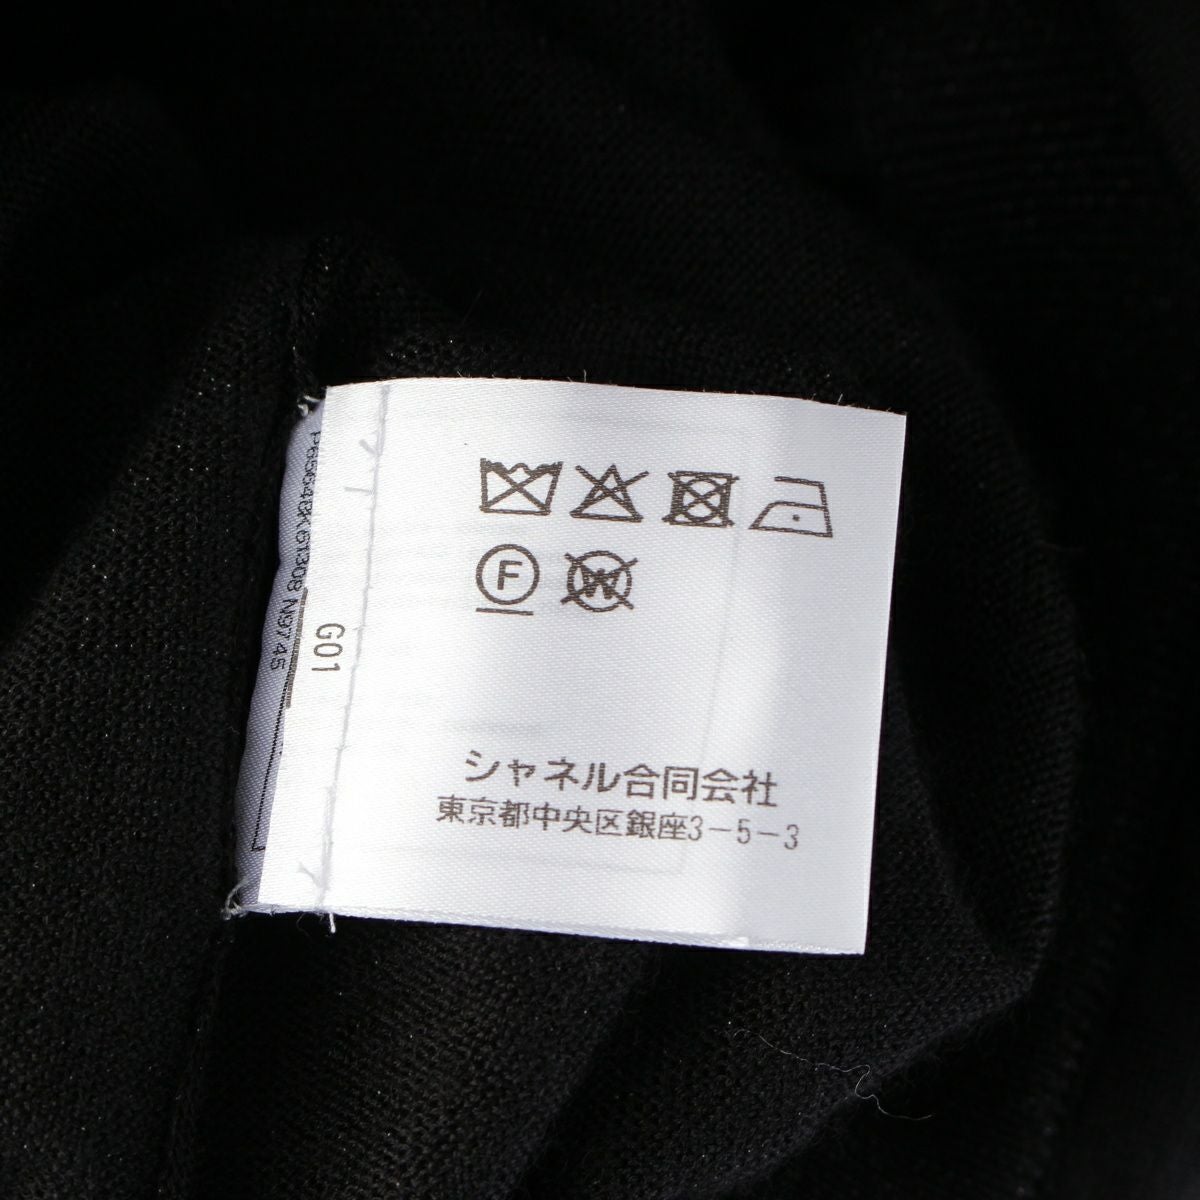 F W
シャネル合同会社
東京都中央区銀座3-5-3
G01
P65648K61308 N9745